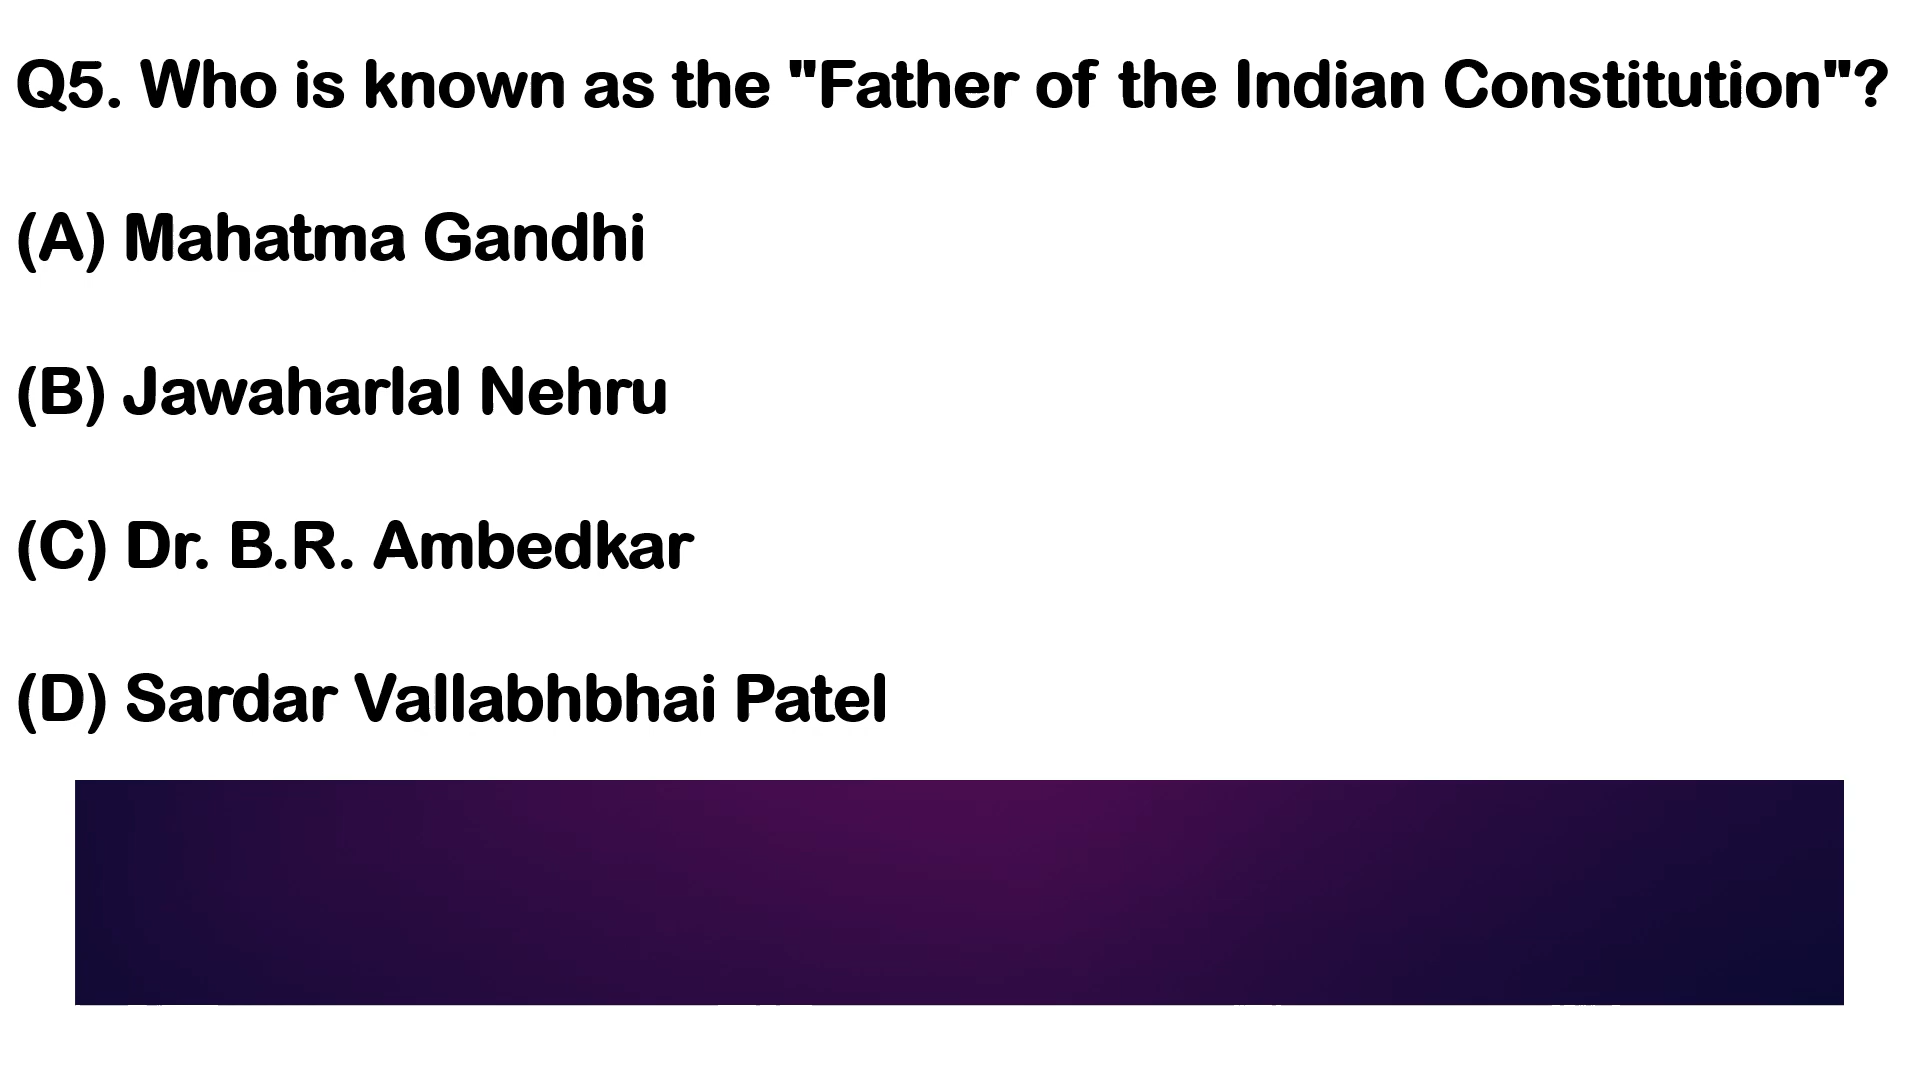 Q5. Who is known as the "Father of the Indian Constitution"?
(A) Mahatma Gandhi
(B) Jawaharlal Nehru
(C) Dr. B.R. Ambedkar
(D) Sardar Vallabhbhai Patel